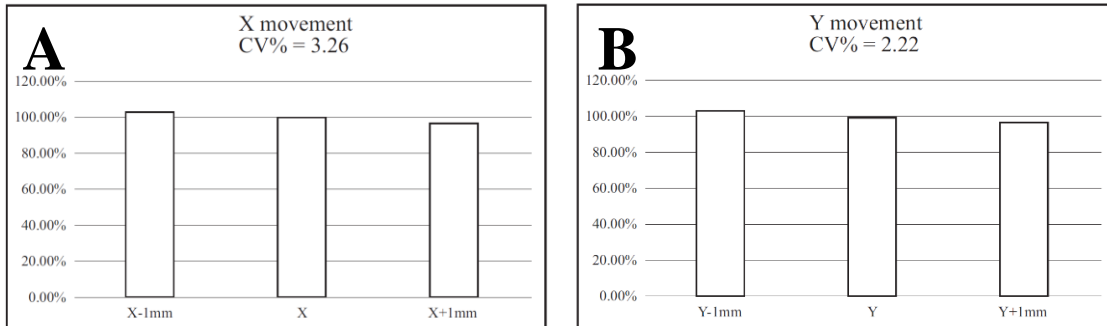 A
X movement
CV% = 3.26
120.00%
100.00%
80.00%
60.00%
40.00%
20.00%
0.00%
X-1mm X X+1mm
B
Y movement
CV% = 2.22
120.00%
100.00%
80.00%
60.00%
40.00%
20.00%
0.00%
Y-1mm Y Y+1mm